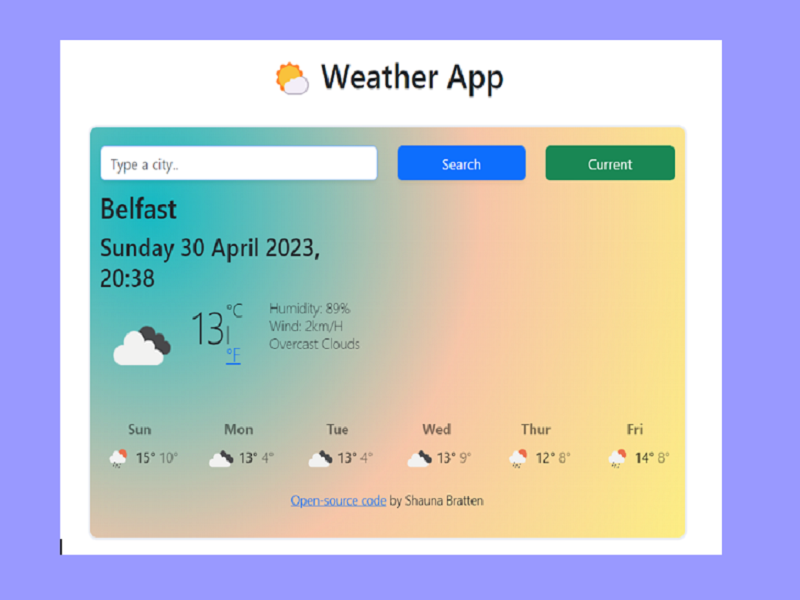 Weather App
Type a city..
Search
Current
Belfast
Sunday 30 April 2023,
20:38
13
°C
|
°F
Humidity: 89%
Wind: 2km/H
Overcast Clouds
Sun Mon Tue Wed Thur Fri
15° 10° 13° 4° 13° 4° 13° 9° 12° 8° 14° 8°
Open-source code by Shauna Bratten